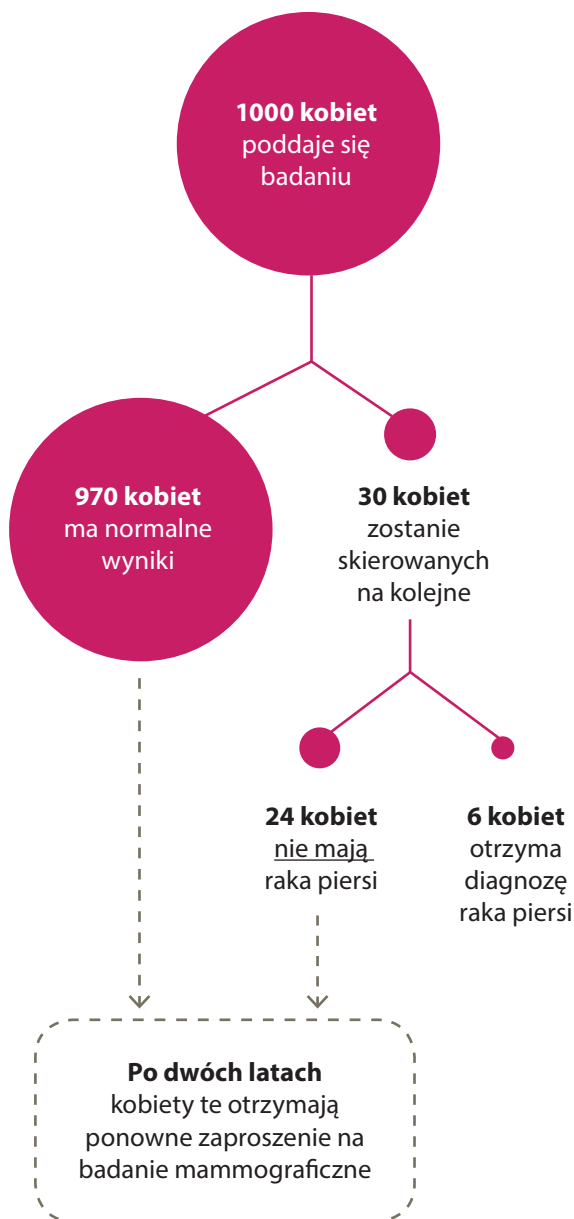 1000 kobiet
poddaje się
badaniu
970 kobiet
ma normalne
wyniki
30 kobiet
zostanie
skierowanych
na kolejne
24 kobiet
nie mają
raka piersi
6 kobiet
otrzyma
diagnozę
raka piersi
Po dwóch latach
kobiety te otrzymają
ponowne zaproszenie na
badanie mammograficzne